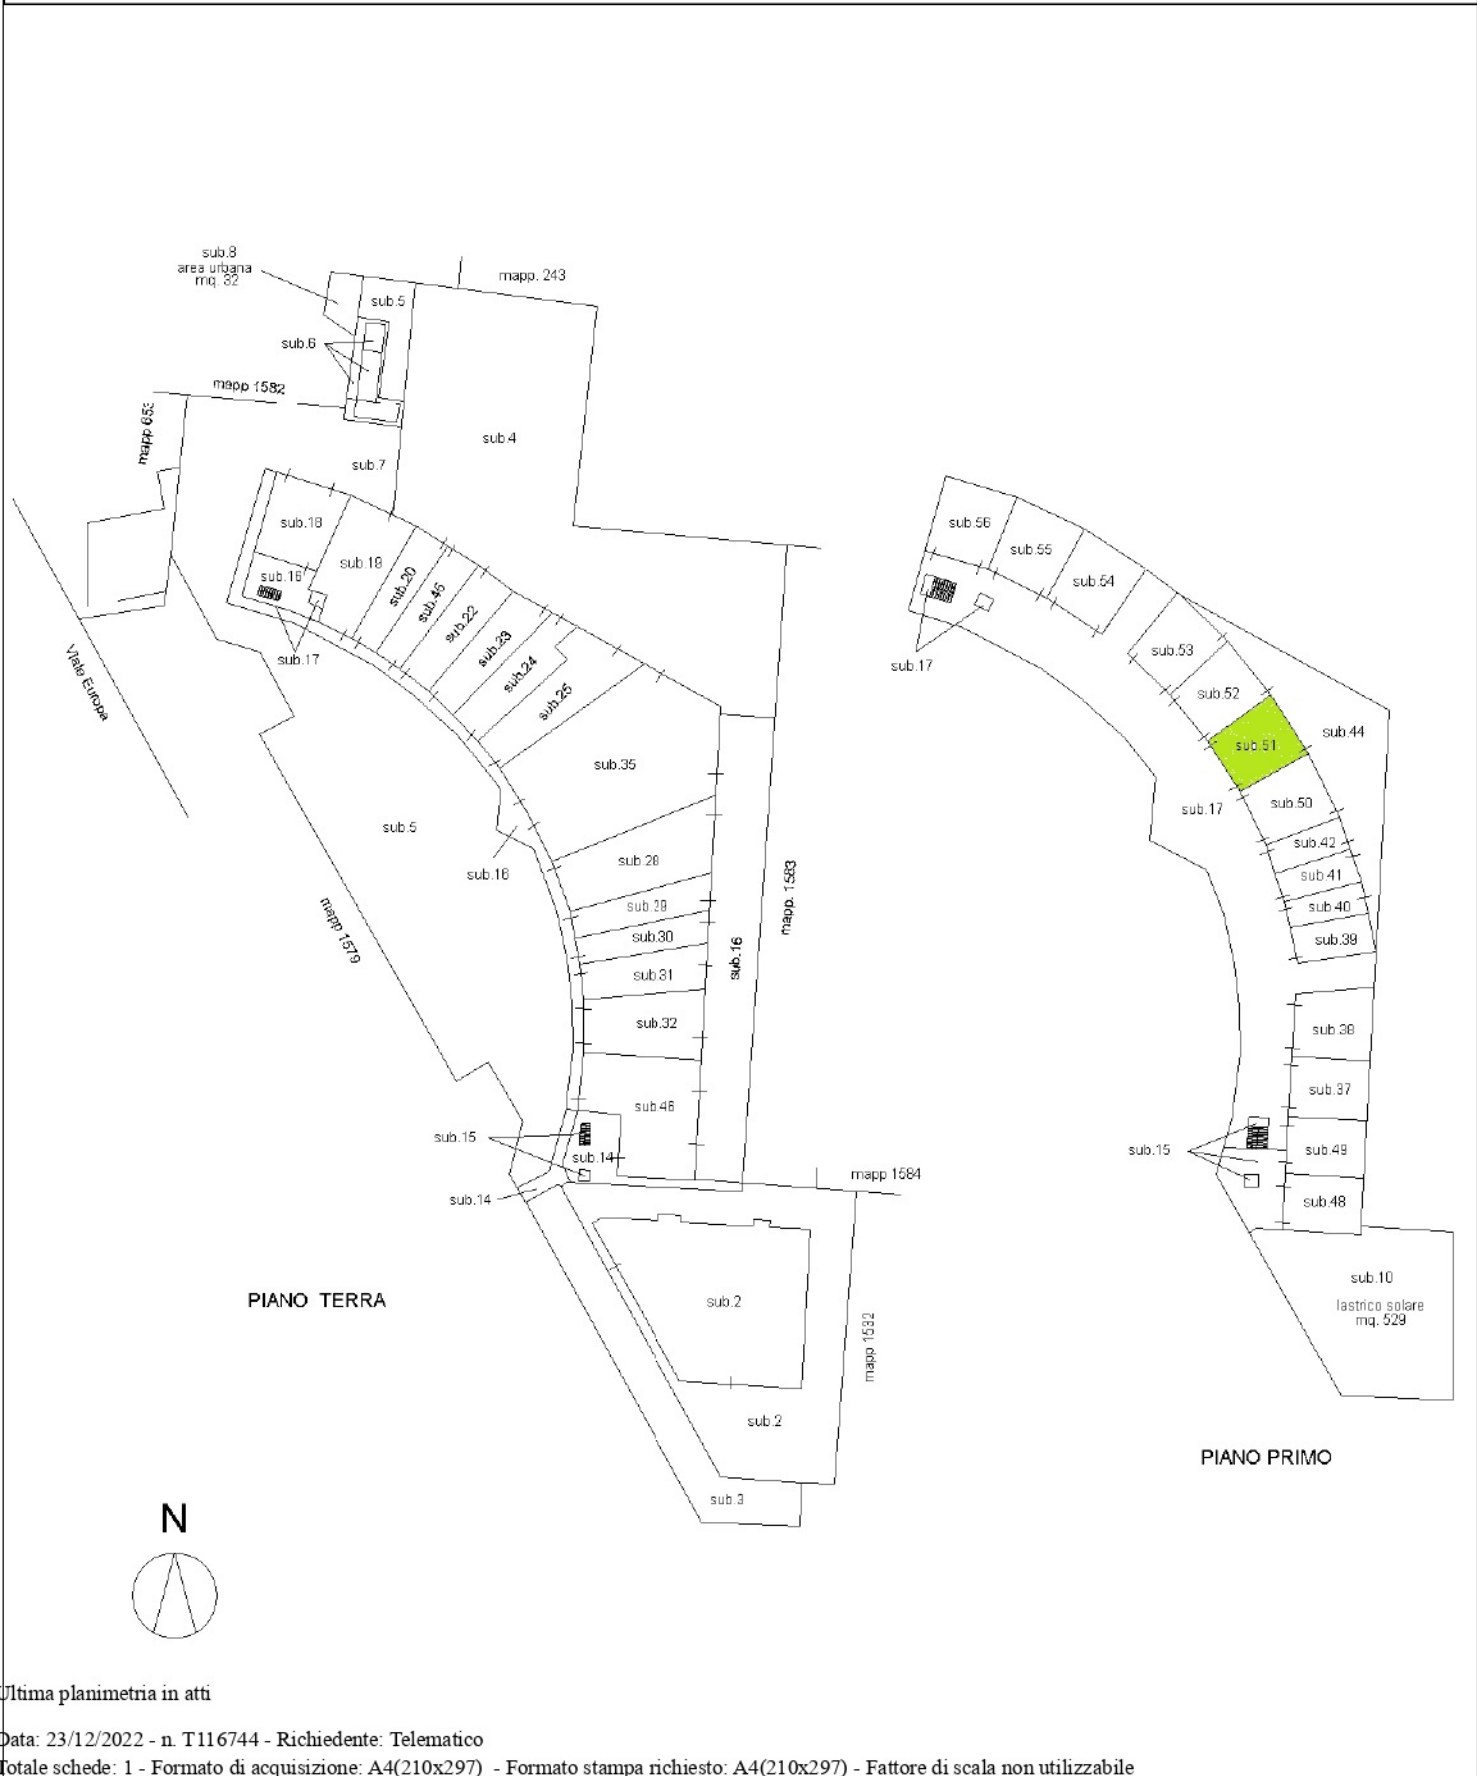 sub.8
area urbana
mq. 32
mapp. 243
sub.5
sub.6
mapp 1582
mapp 653
sub.4
sub.7
sub.18
sub.19
sub.16
sub.20
sub.45
sub.22
sub.23
sub.24
sub.25
sub.17
Viale Europa
sub.35
sub.5
sub.16
sub.28
sub.29
sub.30
sub.31
sub.32
sub.16
mapp. 1583
mapp 1579
sub.46
sub.15
sub.14
sub.14
mapp 1584
sub.2
mapp 1532
sub.2
sub.3
PIANO TERRA
sub.56
sub.55
sub.54
sub.17
sub.53
sub.52
sub.51
sub.44
sub.17
sub.50
sub.42
sub.41
sub.40
sub.39
sub.38
sub.37
sub.15
sub.49
sub.48
sub.10
lastrico solare
mq. 529
PIANO PRIMO
N
Ultima planimetria in atti
Data: 23/12/2022 - n. T116744 - Richiedente: Telematico
Totale schede: 1 - Formato di acquisizione: A4(210x297) - Formato stampa richiesto: A4(210x297) - Fattore di scala non utilizzabile